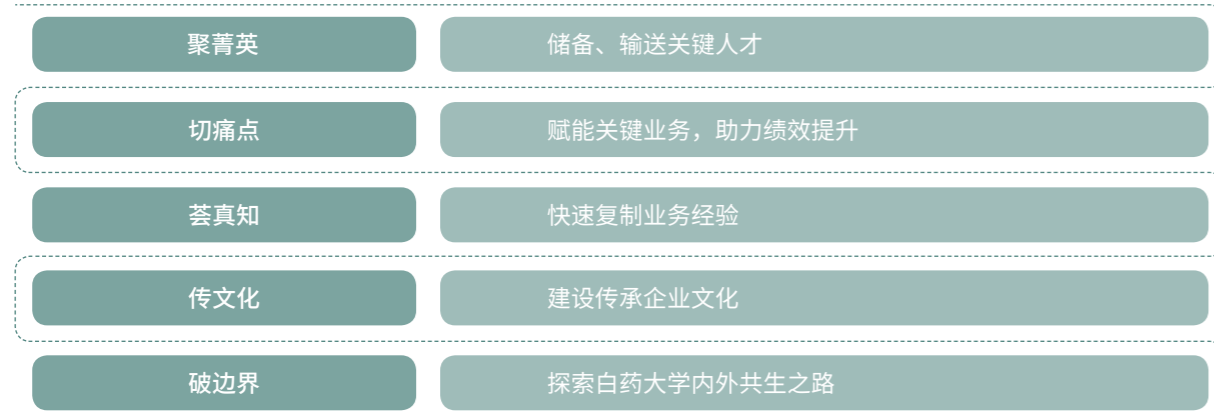 聚菁英 储备、输送关键人才
切痛点 赋能关键业务，助力绩效提升
荟真知 快速复制业务经验
传文化 建设传承企业文化
破边界 探索白药大学内外共生之路